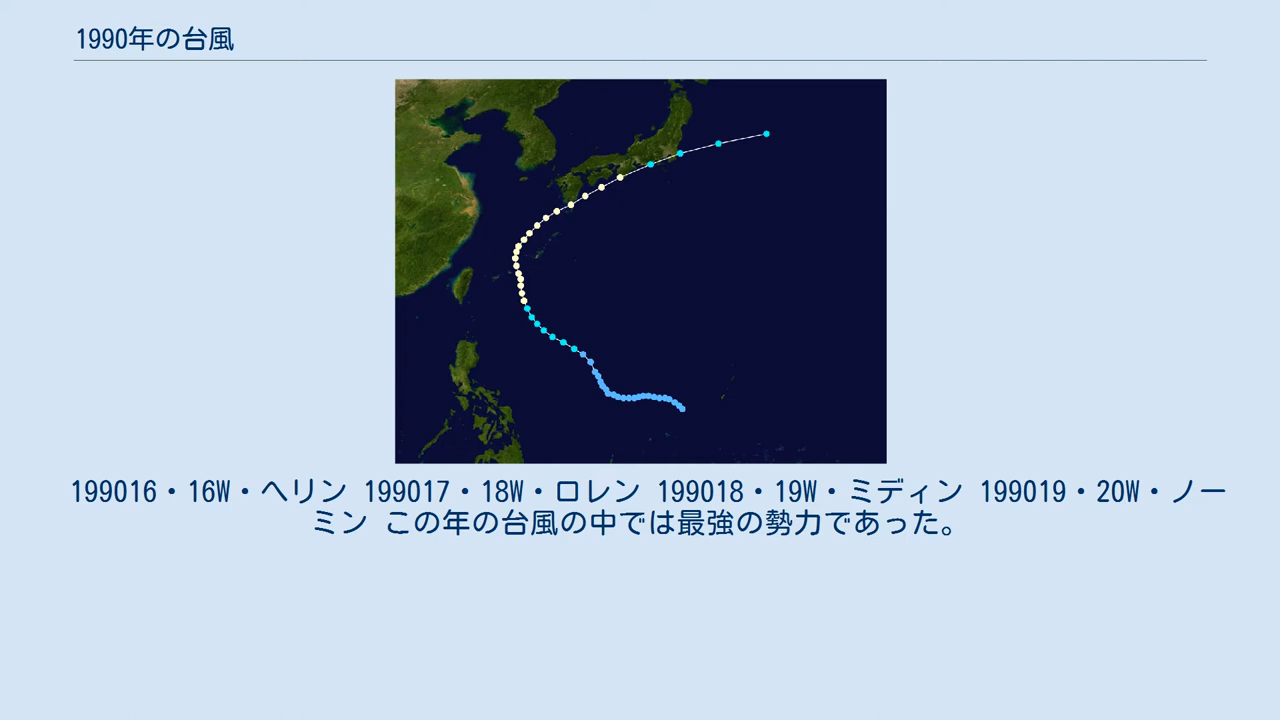 1990年の台風
199016・16W・ヘリン 199017・18W・ロレン 199018・19W・ミディン 199019・20W・ノー
ミン この年の台風の中では最強の勢力であった。